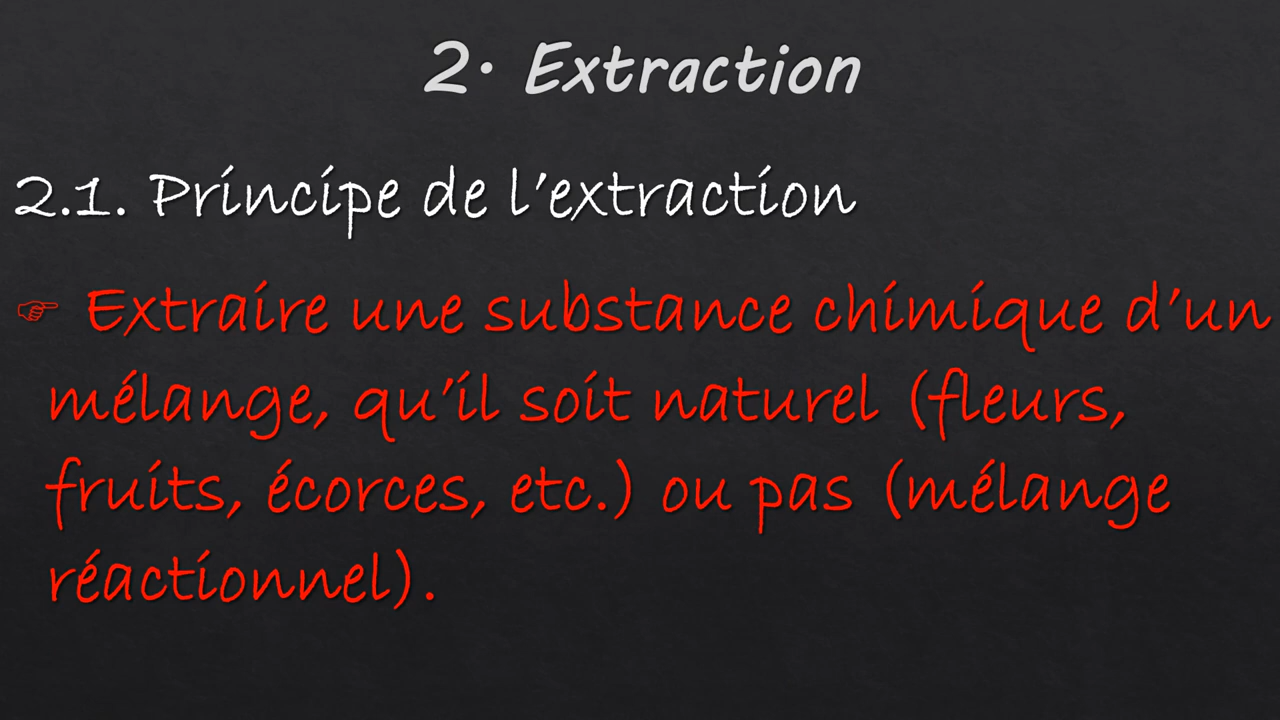 2. Extraction
2.1. Principe de l’extraction
☞ Extraire une substance chimique d’un
mélange, qu’il soit naturel (fleurs,
fruits, écorces, etc.) ou pas (mélange
réactionnel).